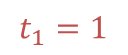 t₁ = 1